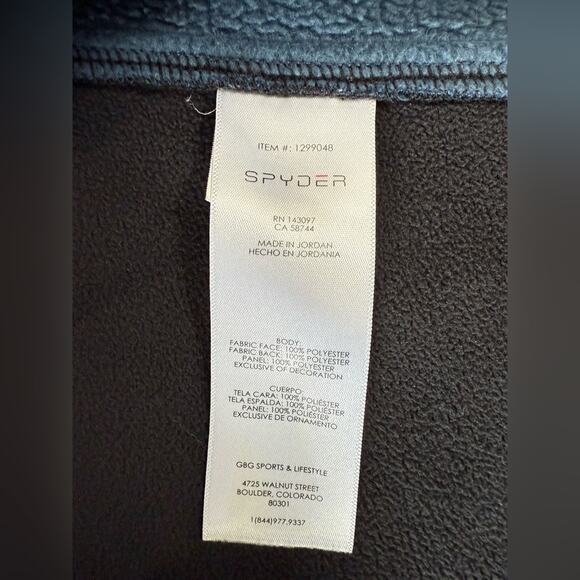 ITEM #: 1299048
SPYDER
RN 143097
CA 58744
MADE IN JORDAN
HECHO EN JORDANIA
BODY:
FABRIC FACE: 100% POLYESTER
FABRIC BACK: 100% POLYESTER
PANEL: 100% POLYESTER
EXCLUSIVE OF DECORATION
CUERPO:
TELA CARA: 100% POLIÉSTER
TELA ESPALDA: 100% POLIÉSTER
PANEL: 100% POLIÉSTER
EXCLUSIVE DE ORNAMENTO
GBG SPORTS & LIFESTYLE
4725 WALNUT STREET
BOULDER, COLORADO
80301
1(844)977.9337